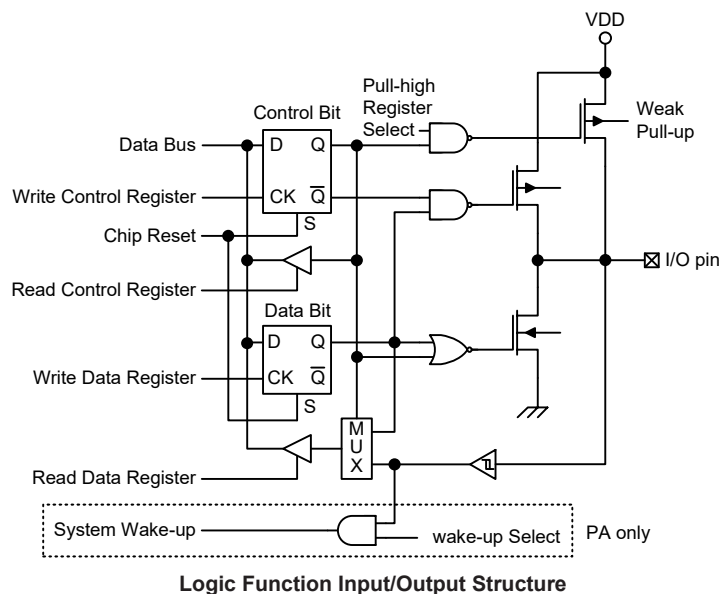 VDD
Pull-high
Register
Select
Weak
Pull-up
Control Bit
Data Bus
D
Q
Write Control Register
CK
Q
S
Chip Reset
I/O pin
Read Control Register
Data Bit
D
Q
Write Data Register
CK
Q
S
M
U
X
Read Data Register
System Wake-up
wake-up Select
PA only
Logic Function Input/Output Structure